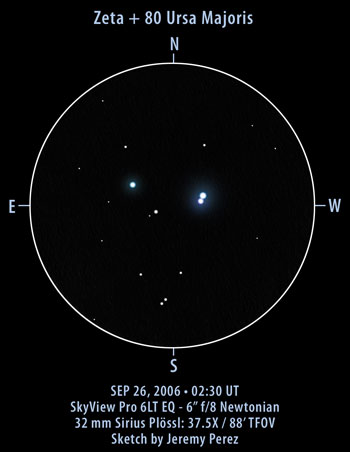 Zeta + 80 Ursa Majoris
N
E
W
S
SEP 26, 2006 • 02:30 UT
SkyView Pro 6LT EQ - 6” f/8 Newtonian
32 mm Sirius Plössl: 37.5X / 88’ TFOV
Sketch by Jeremy Perez